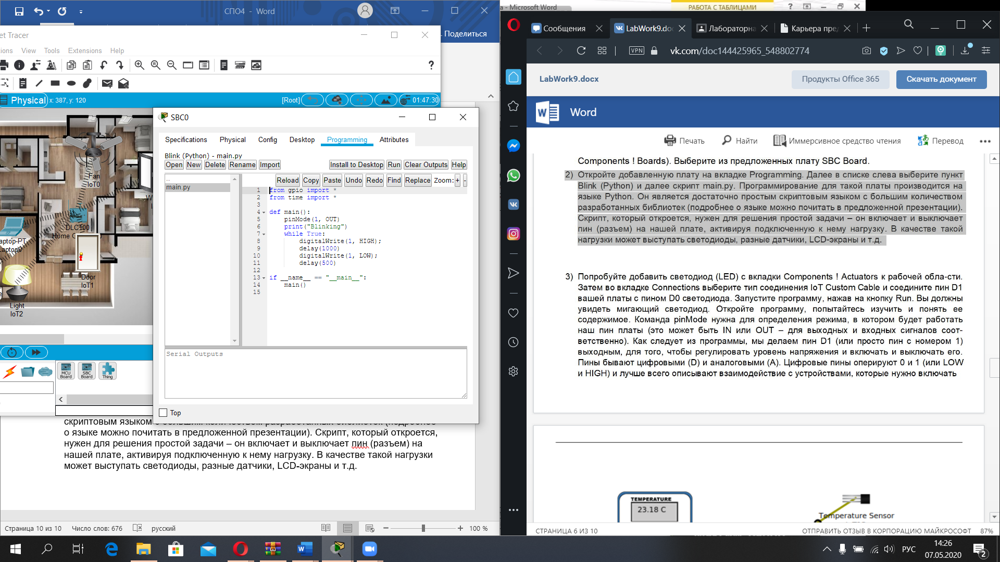 СПО4 - Word
Поделиться
et Tracer
ions View Tools Extensions Help
?
Physical x: 387, y: 120
[Root]
01:47:30
Fan
IoT0
DLC100
Home G
aptop-PT
Laptop0
Door
IoT1
Light
IoT2
MCU
Board
SBC
Board
Thing
SBC0
Specifications Physical Config Desktop Programming Attributes
Blink (Python) - main.py
Open New Delete Rename Import
Install to Desktop Run Clear Outputs Help
..
main.py
Reload Copy Paste Undo Redo Find Replace Zoom: + -
1 from gpio import *
2 from time import *
3
4 def main():
5 pinMode(1, OUT)
6 print("Blinking")
7 while True:
8 digitalWrite(1, HIGH);
9 delay(1000)
10 digitalWrite(1, LOW);
11 delay(500)
12
13 if __name__ == "__main__":
14 main()
15
Serial Outputs
Top
о языке можно почитать в предложенной презентации). Скрипт, который откроется,
нужен для решения простой задачи – он включает и выключает пин (разъем) на
нашей плате, активируя подключенную к нему нагрузку. В качестве такой нагрузки
может выступать светодиоды, разные датчики, LCD-экраны и т.д.
Страница 10 из 10 Число слов: 676 русский
100 %
а - Microsoft Word
РАБОТА С ТАБЛИЦАМИ
?
Сообщения
LabWork9.do
Лабораторна
Карьера пре
VPN
vk.com/doc144425965_548802774
LabWork9.docx
Продукты Office 365
Скачать документ
Word
Печать Найти Иммерсивное средство чтения Перевод
Components ! Boards). Выберите из предложенных плату SBC Board.
2) Откройте добавленную плату на вкладке Programming. Далее в списке слева выберите пункт
Blink (Python) и далее скрипт main.py. Программирование для такой платы производится на
языке Python. Он является достаточно простым скриптовым языком с большим количеством
разработанных библиотек (подробнее о языке можно почитать в предложенной презентации).
Скрипт, который откроется, нужен для решения простой задачи – он включает и выключает
пин (разъем) на нашей плате, активируя подключенную к нему нагрузку. В качестве такой
нагрузки может выступать светодиоды, разные датчики, LCD-экраны и т.д.
3) Попробуйте добавить светодиод (LED) с вкладки Components ! Actuators к рабочей обла-сти.
Затем во вкладке Connections выберите тип соединения IoT Custom Cable и соедините пин D1
вашей платы с пином D0 светодиода. Запустите программу, нажав на кнопку Run. Вы должны
увидеть мигающий светодиод. Откройте программу, попытайтесь изучить и понять ее
содержимое. Команда pinMode нужна для определения режима, в котором будет работать
наш пин платы (это может быть IN или OUT – для выходных и входных сигналов соот-
ветственно). Как следует из программы, мы делаем пин D1 (или просто пин с номером 1)
выходным, для того, чтобы регулировать уровень напряжения и включать и выключать его.
Пины бывают цифровыми (D) и аналоговыми (A). Цифровые пины оперируют 0 и 1 (или LOW
и HIGH) и лучше всего описывают взаимодействие с устройствами, которые нужно включать
TEMPERATURE
23.18 C
Temperature Sensor
СТРАНИЦА 6 ИЗ 10
ОТПРАВИТЬ ОТЗЫВ В КОРПОРАЦИЮ МАЙКРОСОФТ 87%
РУС
14:26
07.05.2020
2